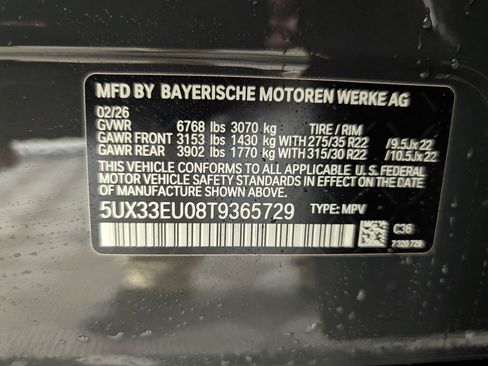 MFD BY BAYERISCHE MOTOREN WERKE AG
02/26
GVWR 6768 lbs 3070 kg TIRE / RIM
GAWR FRONT 3153 lbs 1430 kg WITH 275/35 R22 /9.5Jx22
GAWR REAR 3902 lbs 1770 kg WITH 315/30 R22 /10.5Jx22
THIS VEHICLE CONFORMS TO ALL APPLICABLE
U.S. FEDERAL MOTOR VEHICLE SAFETY STANDARDS
IN EFFECT ON THE DATE OF MANUFACTURE SHOWN ABOVE.
5UX33EU08T9365729 TYPE: MPV
C36
7320729